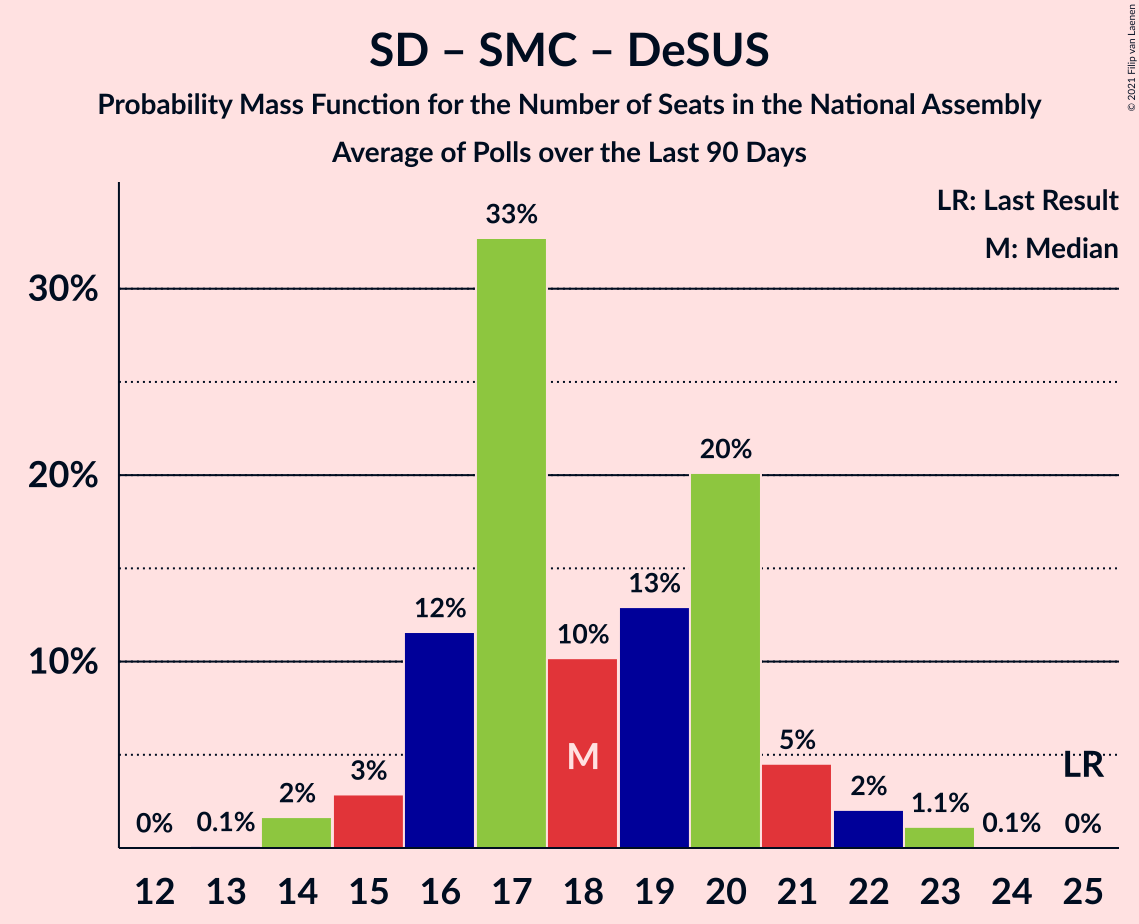 SD – SMC – DeSUS
Probability Mass Function for the Number of Seats in the National Assembly
Average of Polls over the Last 90 Days
© 2021 Filip van Laenen
LR: Last Result
M: Median
33%
30%
20%
20%
13%
12%
10%
10%
5%
M
LR
3%
2%
2%
1.1%
0%
0.1%
0.1%
0%
12 13 14 15 16 17 18 19 20 21 22 23 24 25